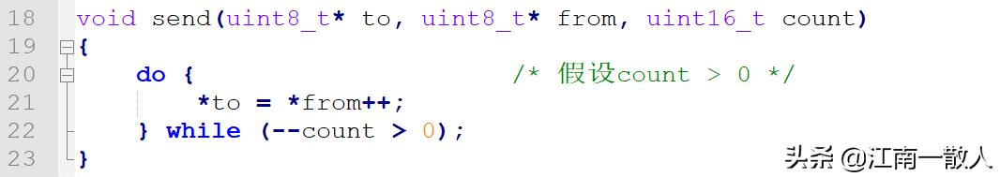 18 void send(uint8_t* to, uint8_t* from, uint16_t count)
19 {
20     do {                     /* 假设count > 0 */
21         *to = *from++;
22     } while (--count > 0);
23 }
头条 @江南一散人